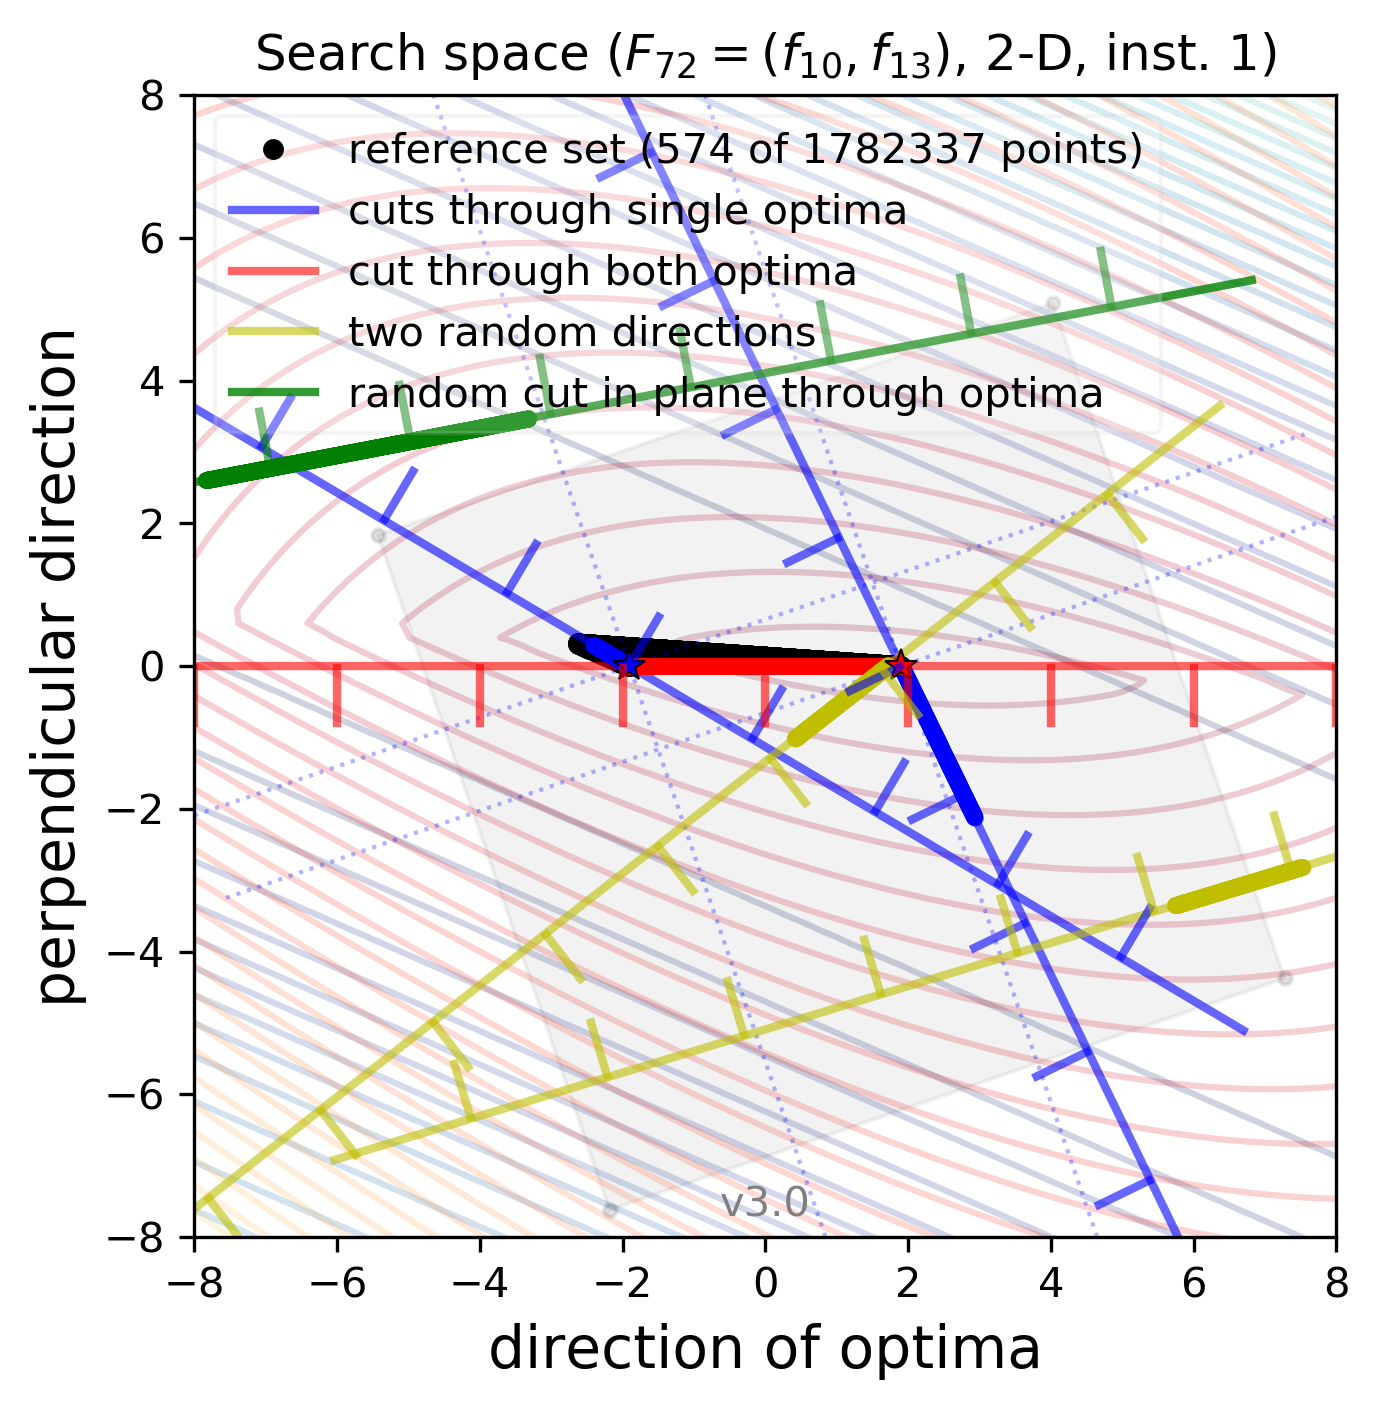 Search space (F72 = (f10, f13), 2-D, inst. 1)
8
6
4
2
0
−2
−4
−6
−8
perpendicular direction
reference set (574 of 1782337 points)
cuts through single optima
cut through both optima
two random directions
random cut in plane through optima
v3.0
−8 −6 −4 −2 0 2 4 6 8
direction of optima